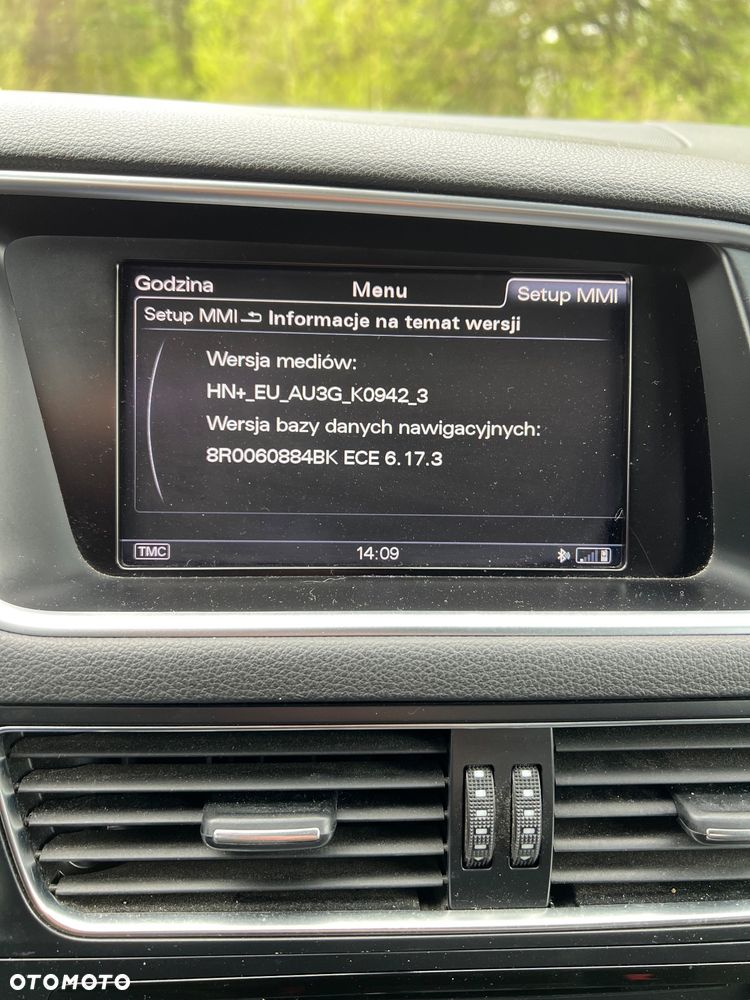 Godzina Menu Setup MMI
Setup MMI Informacje na temat wersji
Wersja mediów:
HN+_EU_AU3G_K0942_3
Wersja bazy danych nawigacyjnych:
8R0060884BK ECE 6.17.3
TMC 14:09
OTOMOTO